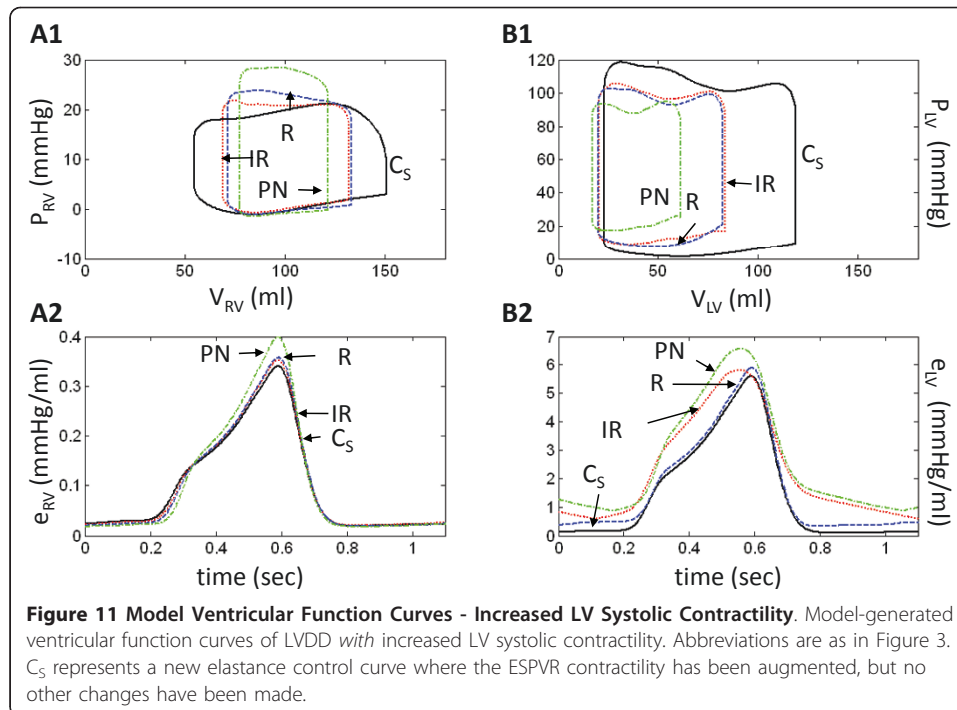 A1
B1
30
20
10
0
-10
P_RV (mmHg)
0
50
100
150
V_RV (ml)
R
IR
PN
C_S
120
100
80
60
40
20
0
P_LV (mmHg)
0
50
100
150
V_LV (ml)
PN
R
IR
C_S
A2
B2
0.4
0.3
0.2
0.1
0
e_RV (mmHg/ml)
0
0.2
0.4
0.6
0.8
1
time (sec)
PN
R
IR
C_S
7
6
5
4
3
2
1
0
e_LV (mmHg/ml)
0
0.2
0.4
0.6
0.8
1
time (sec)
PN
R
IR
C_S
Figure 11 Model Ventricular Function Curves - Increased LV Systolic Contractility. Model-generated
ventricular function curves of LVDD with increased LV systolic contractility. Abbreviations are as in Figure 3.
C_S represents a new elastance control curve where the ESPVR contractility has been augmented, but no
other changes have been made.